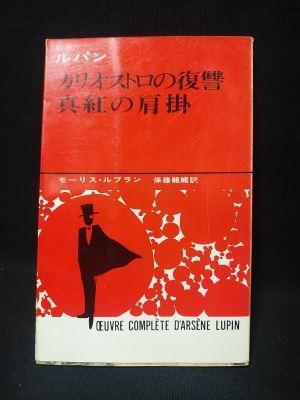 ルパン
カリオストロの復讐
真紅の肩掛
モーリス・ルブラン 保篠龍緒訳
ŒUVRE COMPLÈTE D'ARSÈNE LUPIN